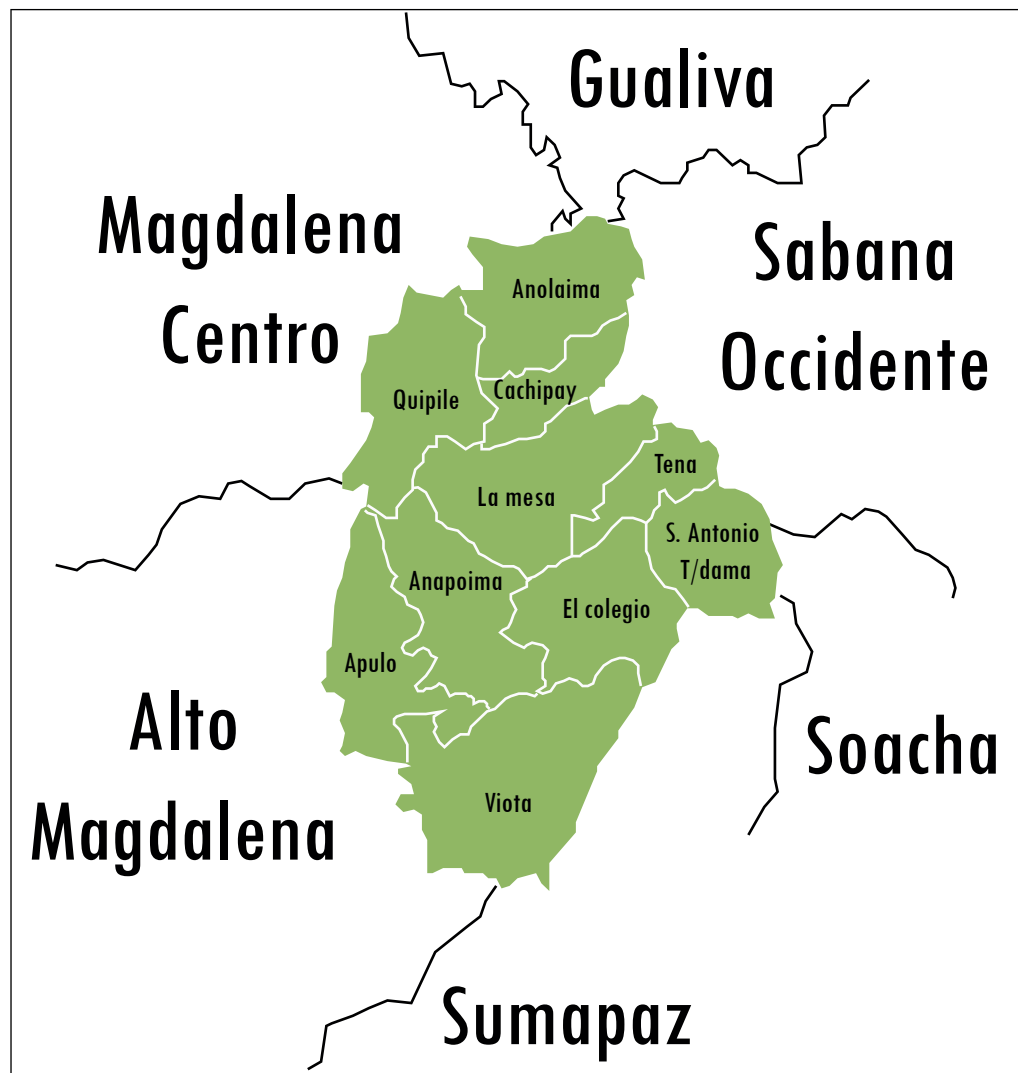 Gualiva
Magdalena
Centro
Sabana
Occidente
Anolaima
Cachipay
Quipile
Tena
La mesa
S. Antonio
T/dama
Anapoima
El colegio
Apulo
Alto
Magdalena
Soacha
Viota
Sumapaz